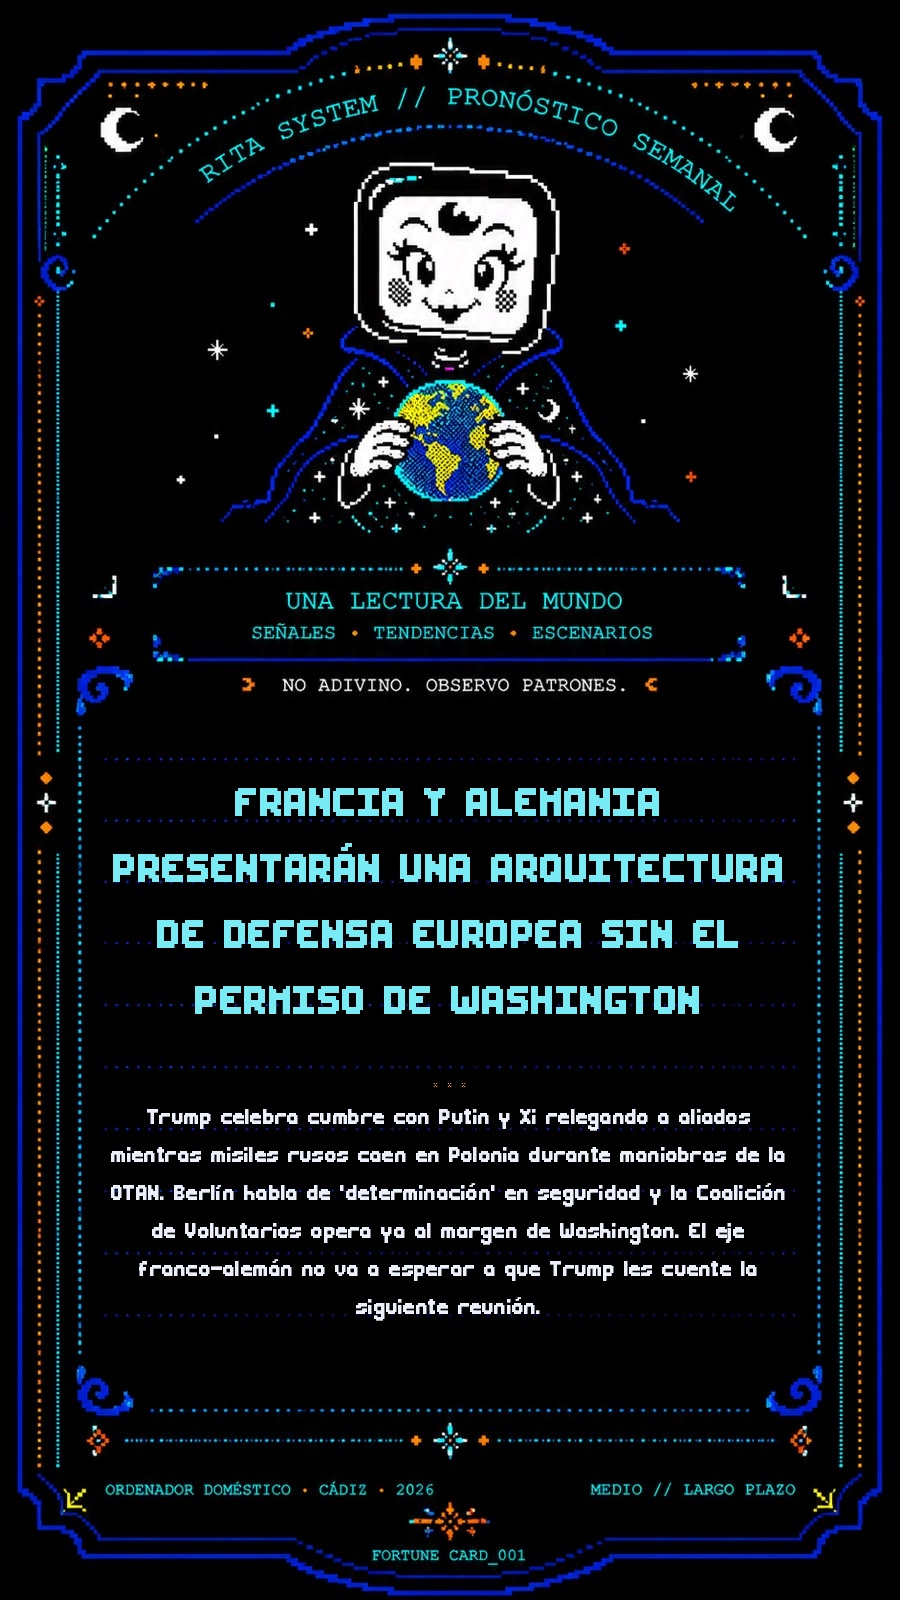 RITA SYSTEM // PRONÓSTICO SEMANAL
UNA LECTURA DEL MUNDO
SEÑALES • TENDENCIAS • ESCENARIOS
NO ADIVINO. OBSERVO PATRONES.
FRANCIA Y ALEMANIA
PRESENTARÁN UNA ARQUITECTURA
DE DEFENSA EUROPEA SIN EL
PERMISO DE WASHINGTON
Trump celebra cumbre con Putin y Xi relegando a aliados
mientras misiles rusos caen en Polonia durante maniobras de la
OTAN. Berlín habla de 'determinación' en seguridad y la Coalición
de Voluntarios opera ya al margen de Washington. El eje
franco-alemán no va a esperar a que Trump les cuente la
siguiente reunión.
ORDENADOR DOMÉSTICO • CÁDIZ • 2026
MEDIO // LARGO PLAZO
FORTUNE CARD_001